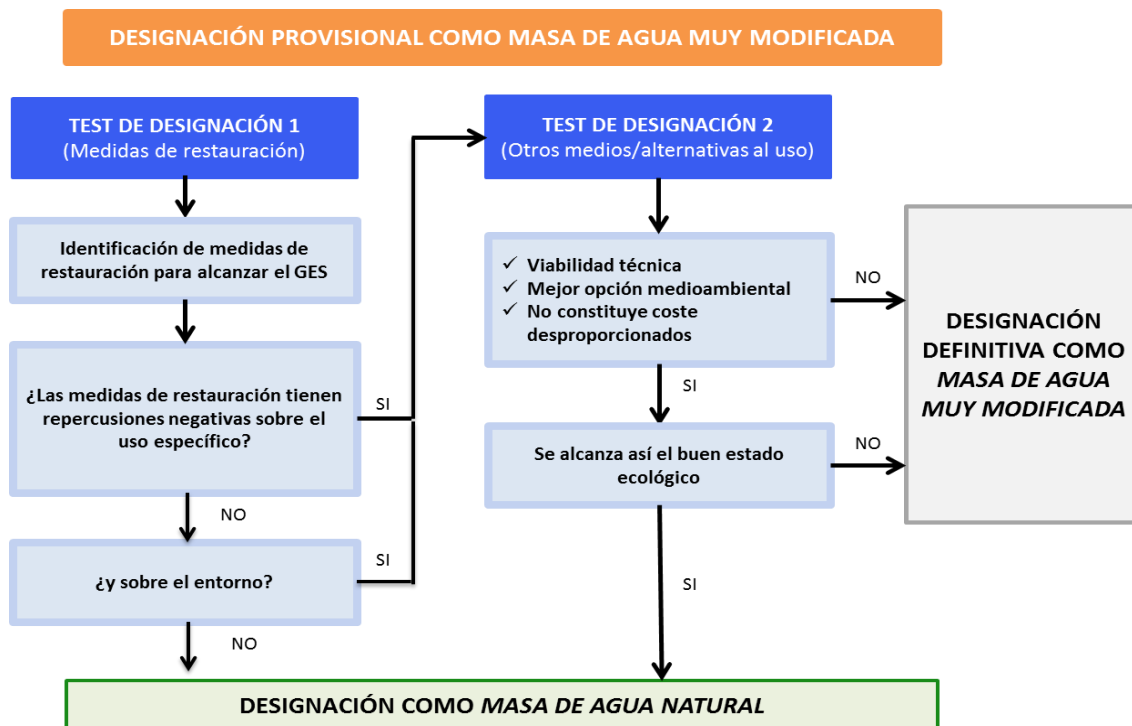 DESIGNACIÓN PROVISIONAL COMO MASA DE AGUA MUY MODIFICADA
TEST DE DESIGNACIÓN 1
(Medidas de restauración)
Identificación de medidas de
restauración para alcanzar el GES
¿Las medidas de restauración tienen
repercusiones negativas sobre el
uso específico?
SI
NO
¿y sobre el entorno?
SI
NO
TEST DE DESIGNACIÓN 2
(Otros medios/alternativas al uso)
✓ Viabilidad técnica
✓ Mejor opción medioambiental
✓ No constituye coste
desproporcionados
NO
SI
Se alcanza así el buen estado
ecológico
NO
SI
DESIGNACIÓN
DEFINITIVA COMO
MASA DE AGUA
MUY MODIFICADA
DESIGNACIÓN COMO MASA DE AGUA NATURAL